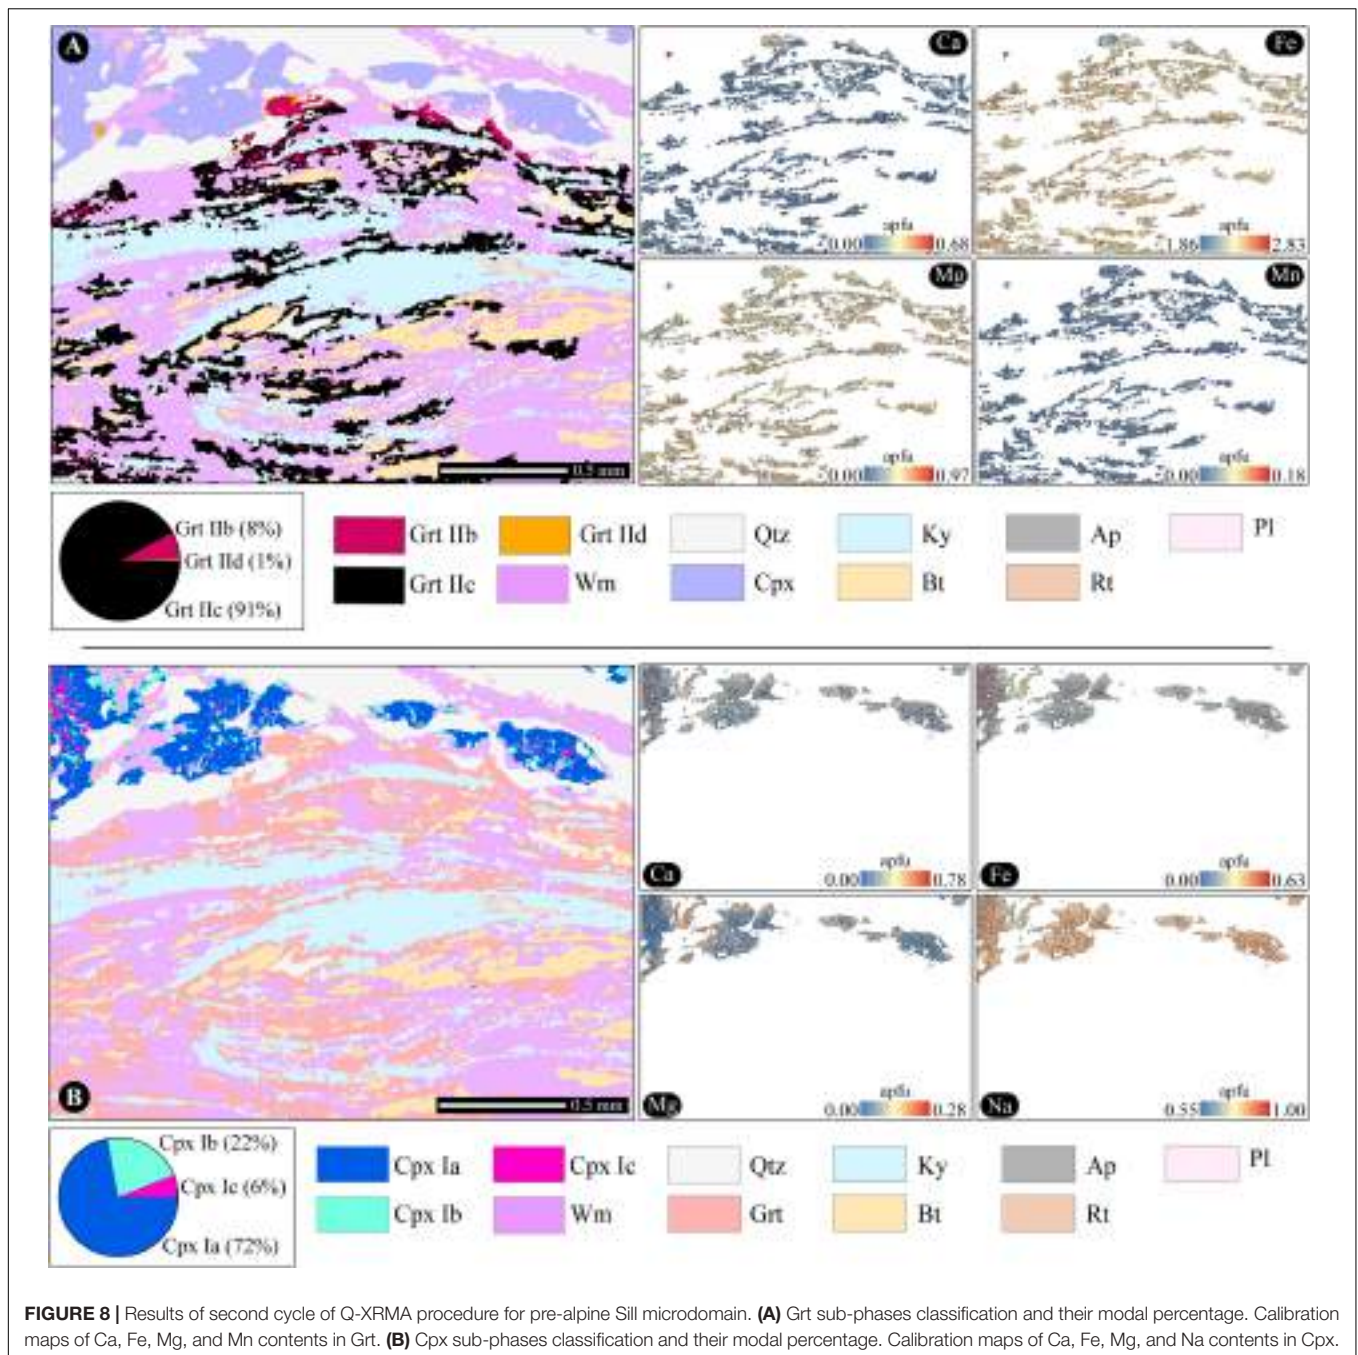 A
Ca
Fe
apfu
0.00 0.68
apfu
1.86 2.83
Mg
Mn
0.5 mm
apfu
0.00 0.97
apfu
0.00 0.18
Grt IIb (8%)
Grt IId (1%)
Grt IIc (91%)
Grt IIb Grt IId Qtz Ky Ap Pl
Grt IIc Wm Cpx Bt Rt
apfu
Ca 0.00 0.78
apfu
Fe 0.00 0.63
B
0.5 mm
apfu
Mg 0.00 0.28
apfu
Na 0.55 1.00
Cpx Ib (22%)
Cpx Ic (6%)
Cpx Ia (72%)
Cpx Ia Cpx Ic Qtz Ky Ap Pl
Cpx Ib Wm Grt Bt Rt
FIGURE 8 | Results of second cycle of Q-XRMA procedure for pre-alpine Sill microdomain. (A) Grt sub-phases classification and their modal percentage. Calibration
maps of Ca, Fe, Mg, and Mn contents in Grt. (B) Cpx sub-phases classification and their modal percentage. Calibration maps of Ca, Fe, Mg, and Na contents in Cpx.